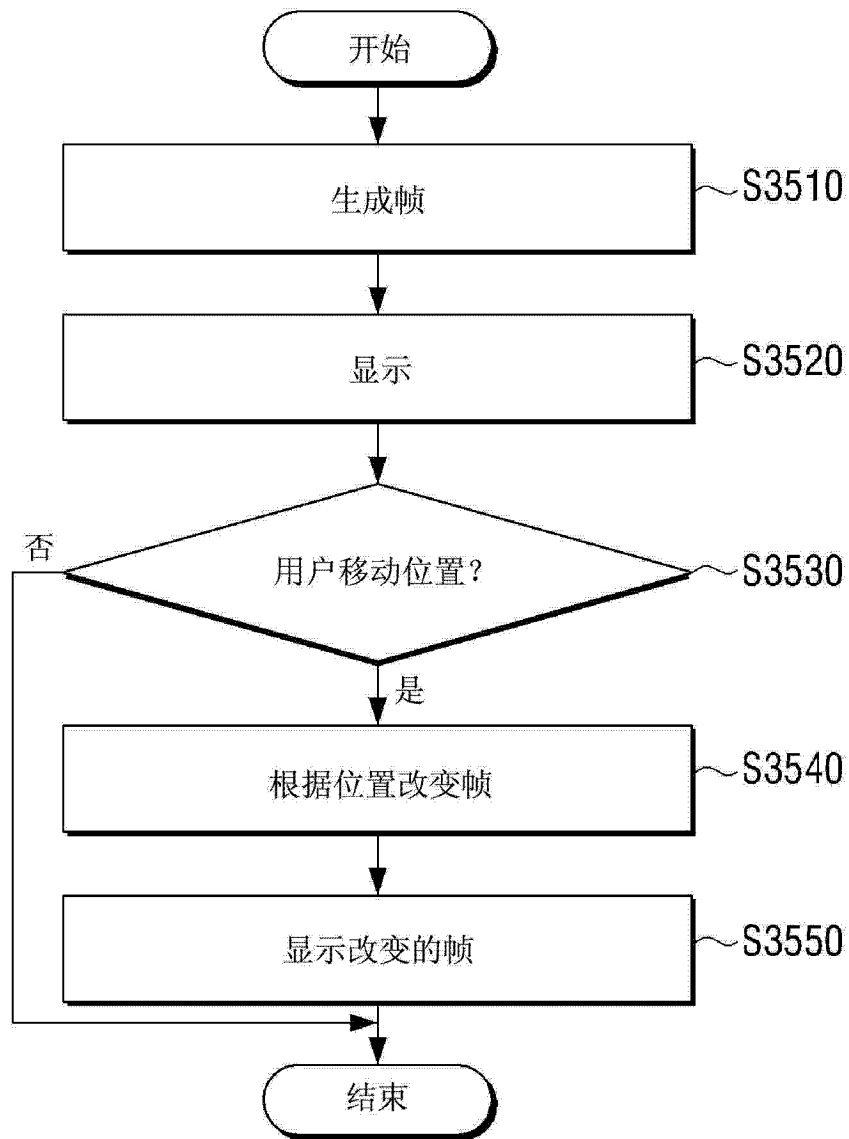 开始
生成帧
S3510
显示
S3520
否
用户移动位置?
S3530
是
根据位置改变帧
S3540
显示改变的帧
S3550
结束